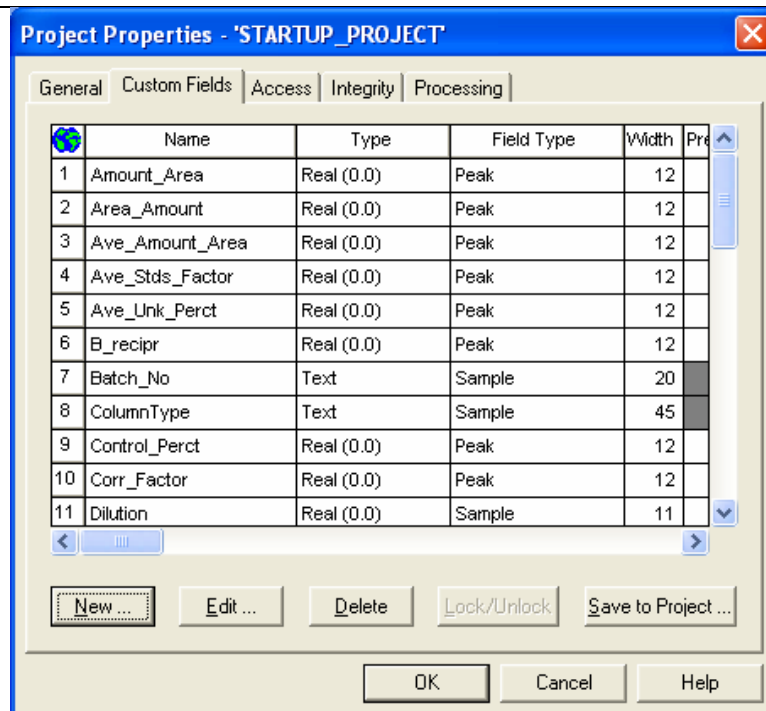 Project Properties - 'STARTUP_PROJECT'
General Custom Fields Access Integrity Processing
Name Type Field Type Width Pre
1 Amount_Area Real (0.0) Peak 12
2 Area_Amount Real (0.0) Peak 12
3 Ave_Amount_Area Real (0.0) Peak 12
4 Ave_Stds_Factor Real (0.0) Peak 12
5 Ave_Unk_Perct Real (0.0) Peak 12
6 B_recipr Real (0.0) Peak 12
7 Batch_No Text Sample 20
8 ColumnType Text Sample 45
9 Control_Perct Real (0.0) Peak 12
10 Corr_Factor Real (0.0) Peak 12
11 Dilution Real (0.0) Sample 11
New ... Edit ... Delete Lock/Unlock Save to Project ...
OK Cancel Help